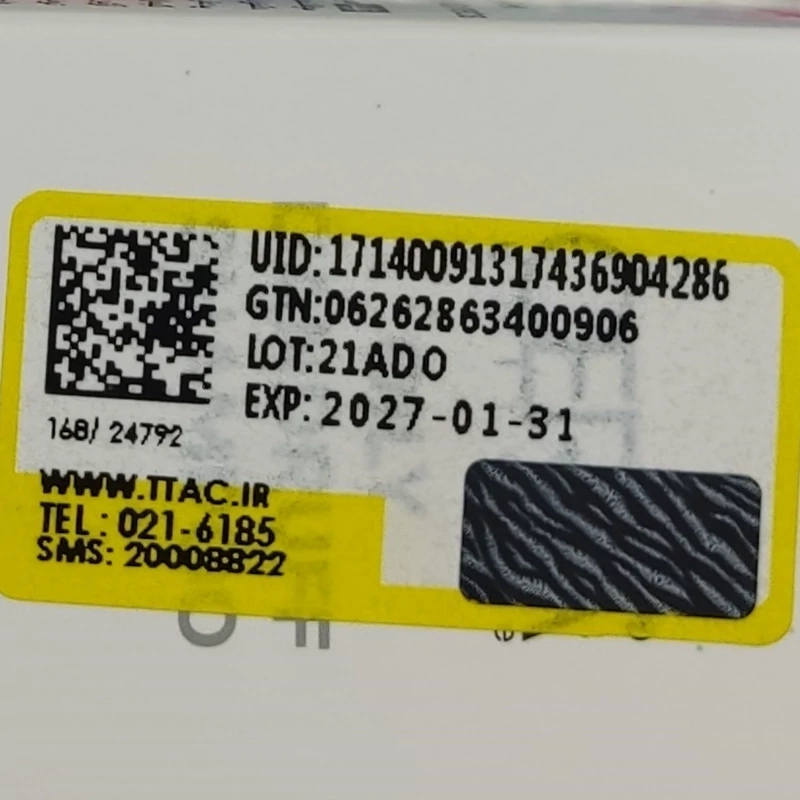 UID:17140091317436904286
GTN:06262863400906
LOT:21ADO
EXP:2027-01-31
168/ 24792
WWW.TTAC.IR
TEL: 021-6185
SMS: 20008822